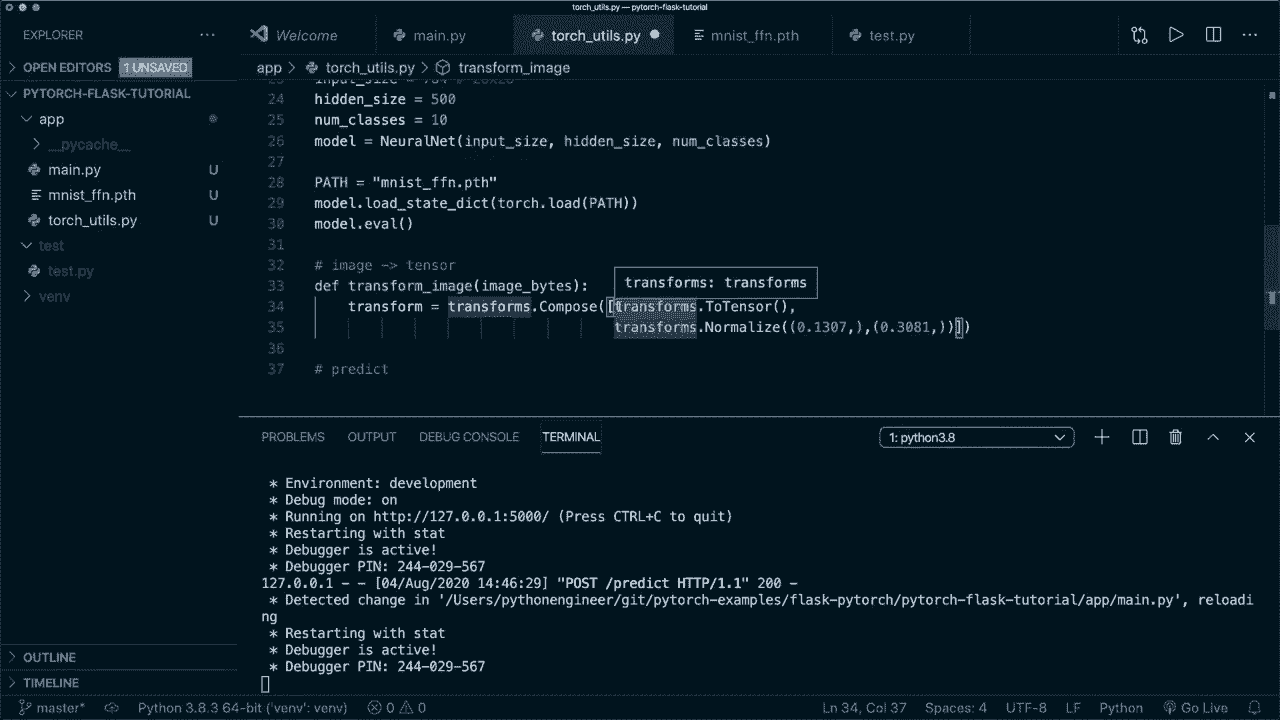 torch_utils.py — pytorch-flask-tutorial
EXPLORER
Welcome
main.py
torch_utils.py
mnist_ffn.pth
test.py
OPEN EDITORS 1 UNSAVED
app > torch_utils.py > transform_image
PYTORCH-FLASK-TUTORIAL
app
__pycache__
main.py U
mnist_ffn.pth U
torch_utils.py U
test
test.py
venv
24 hidden_size = 500
25 num_classes = 10
26 model = NeuralNet(input_size, hidden_size, num_classes)
27
28 PATH = "mnist_ffn.pth"
29 model.load_state_dict(torch.load(PATH))
30 model.eval()
31
32 # image -> tensor
33 def transform_image(image_bytes):
transforms: transforms
34 transform = transforms.Compose([transforms.ToTensor(),
35 transforms.Normalize((0.1307,),(0.3081,))])
36
37 # predict
PROBLEMS OUTPUT DEBUG CONSOLE TERMINAL 1: python3.8
* Environment: development
* Debug mode: on
* Running on http://127.0.0.1:5000/ (Press CTRL+C to quit)
* Restarting with stat
* Debugger is active!
* Debugger PIN: 244-029-567
127.0.0.1 - - [04/Aug/2020 14:46:29] "POST /predict HTTP/1.1" 200 -
* Detected change in '/Users/pythonengineer/git/pytorch-examples/flask-pytorch/pytorch-flask-tutorial/app/main.py', reloadi
ng
* Restarting with stat
* Debugger is active!
* Debugger PIN: 244-029-567
OUTLINE
TIMELINE
master* Python 3.8.3 64-bit ('venv': venv) 0 0 Ln 34, Col 37 Spaces: 4 UTF-8 LF Python Go Live